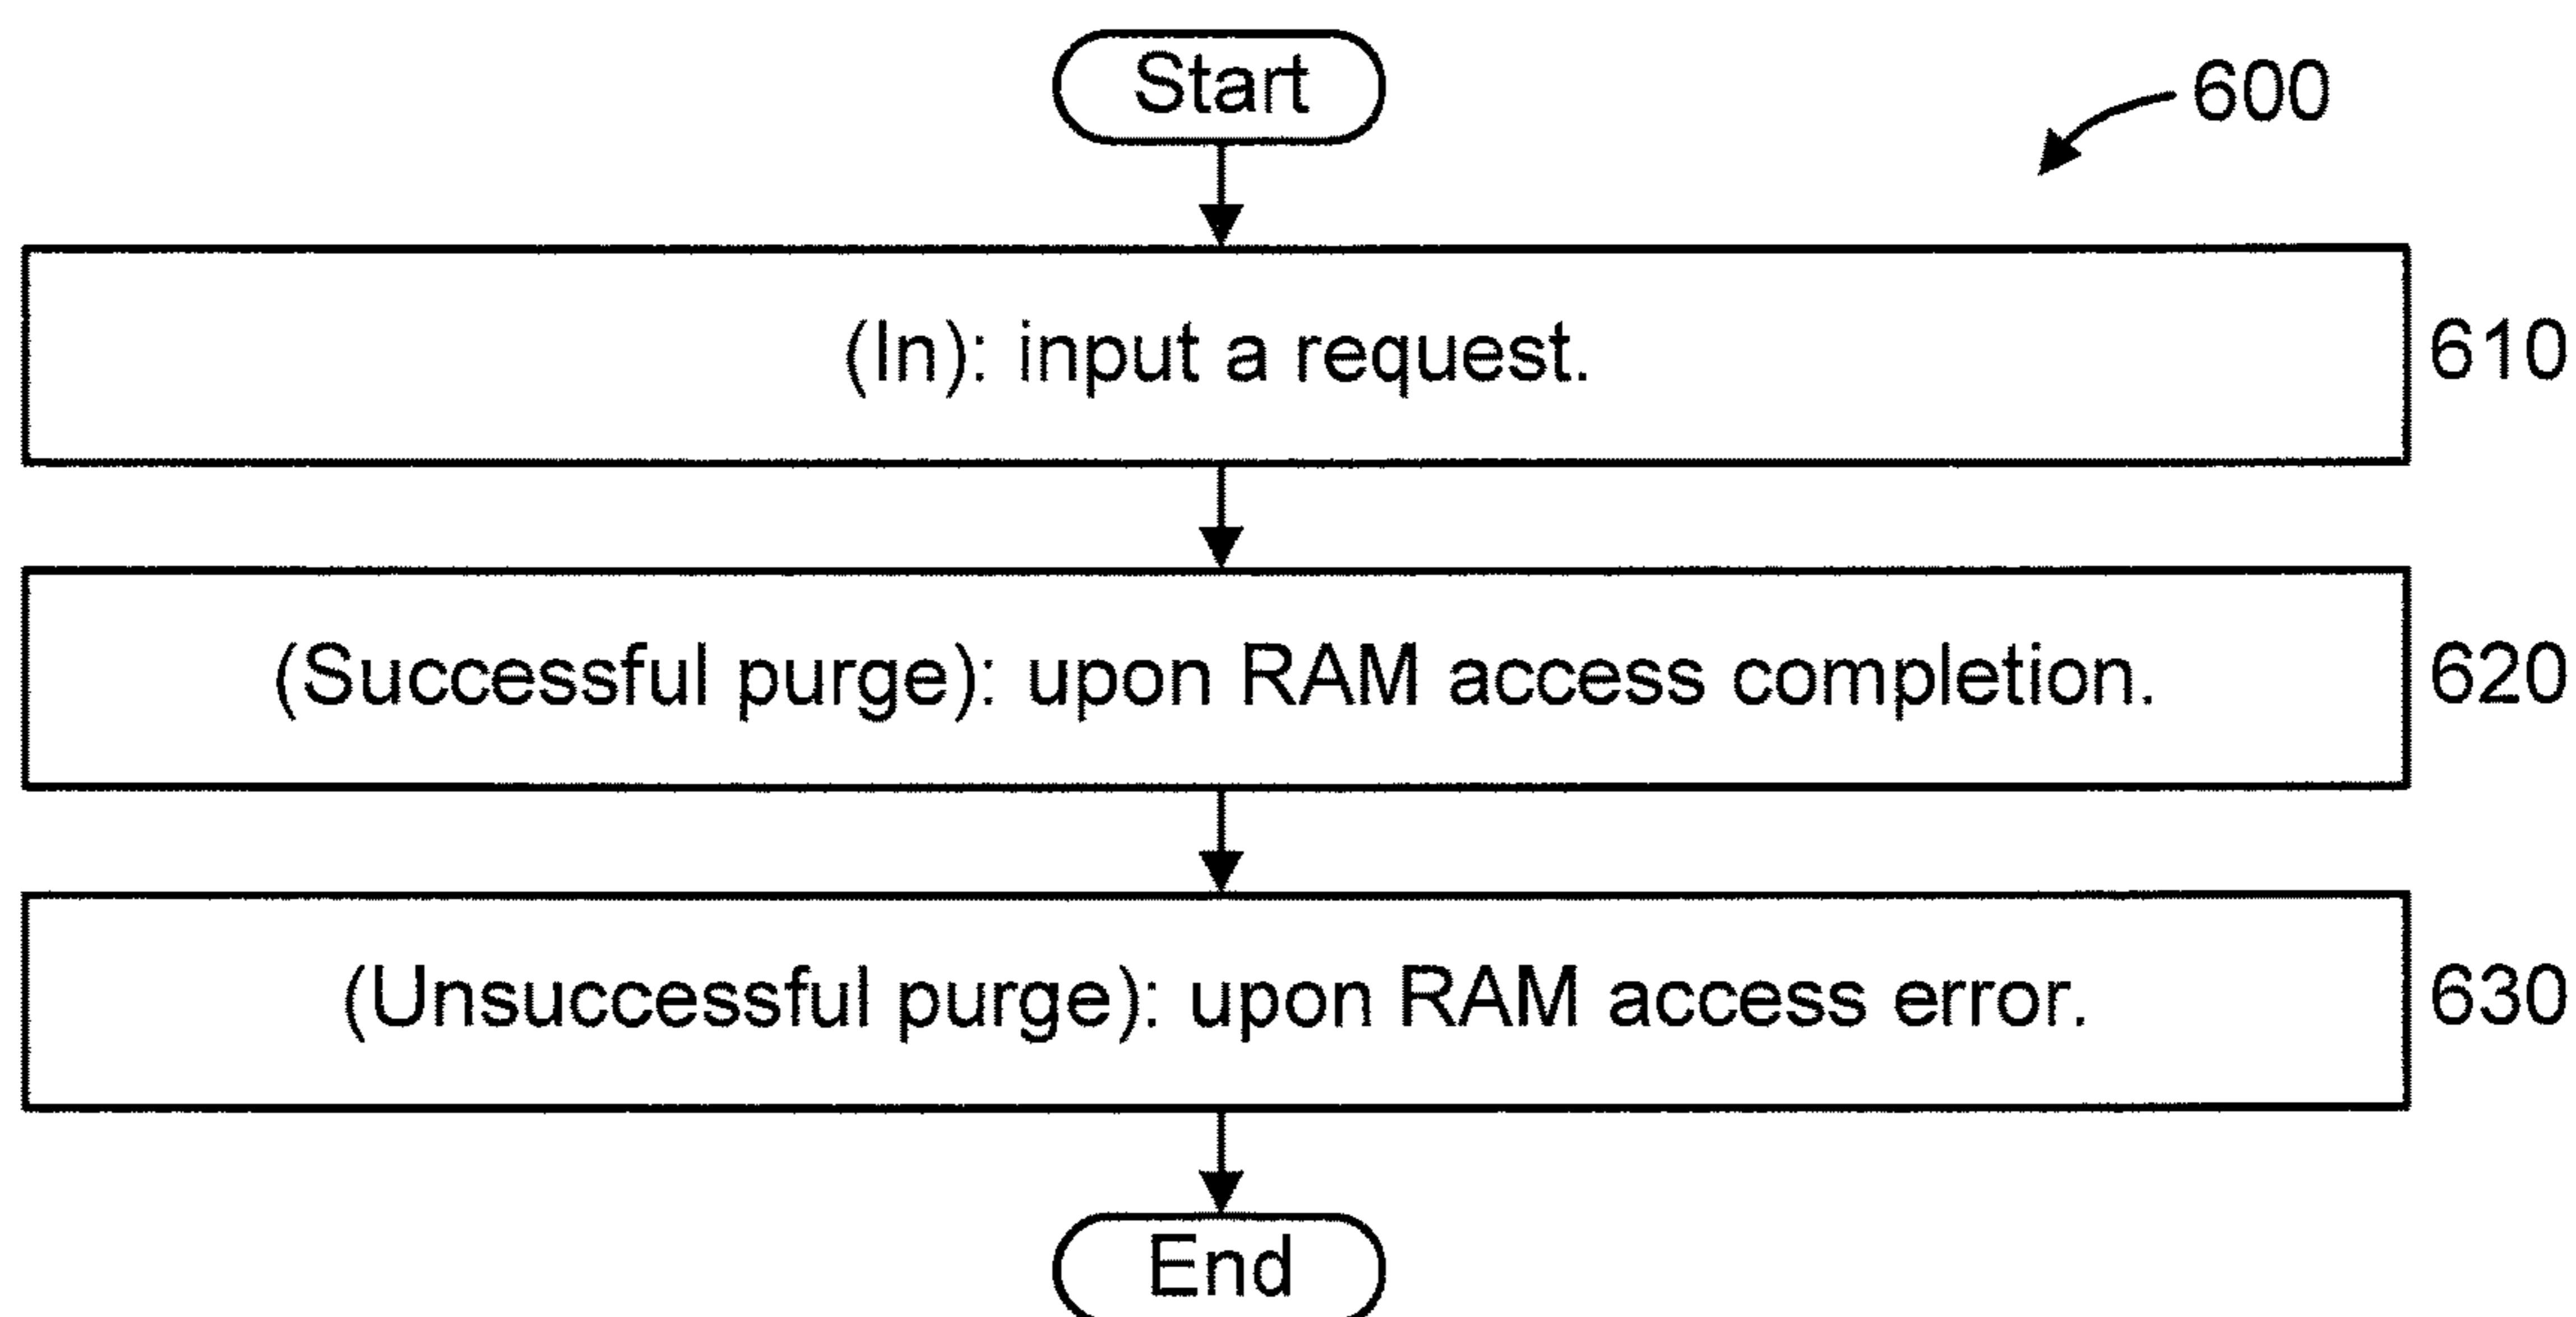 Start
600
(In): input a request.
610
(Successful purge): upon RAM access completion.
620
(Unsuccessful purge): upon RAM access error.
630
End